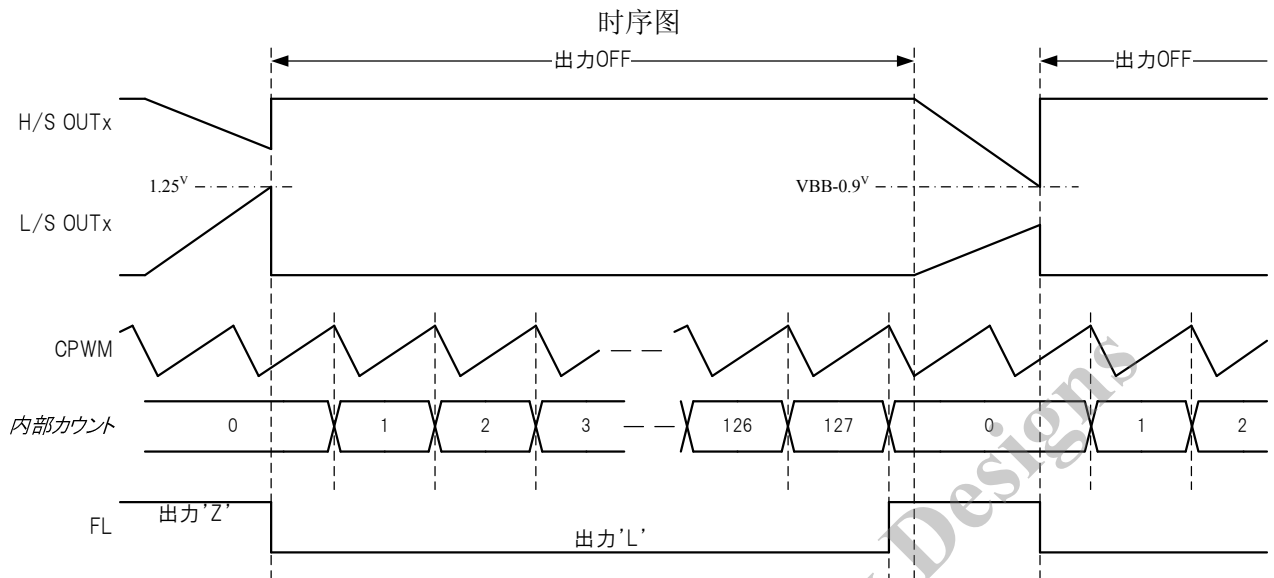 时序图
出力OFF
出力OFF
H/S OUTx
1.25V
VBB-0.9V
L/S OUTx
CPWM
内部カウント
0
1
2
3
126
127
0
1
2
FL
出力'Z'
出力'L'
Designs